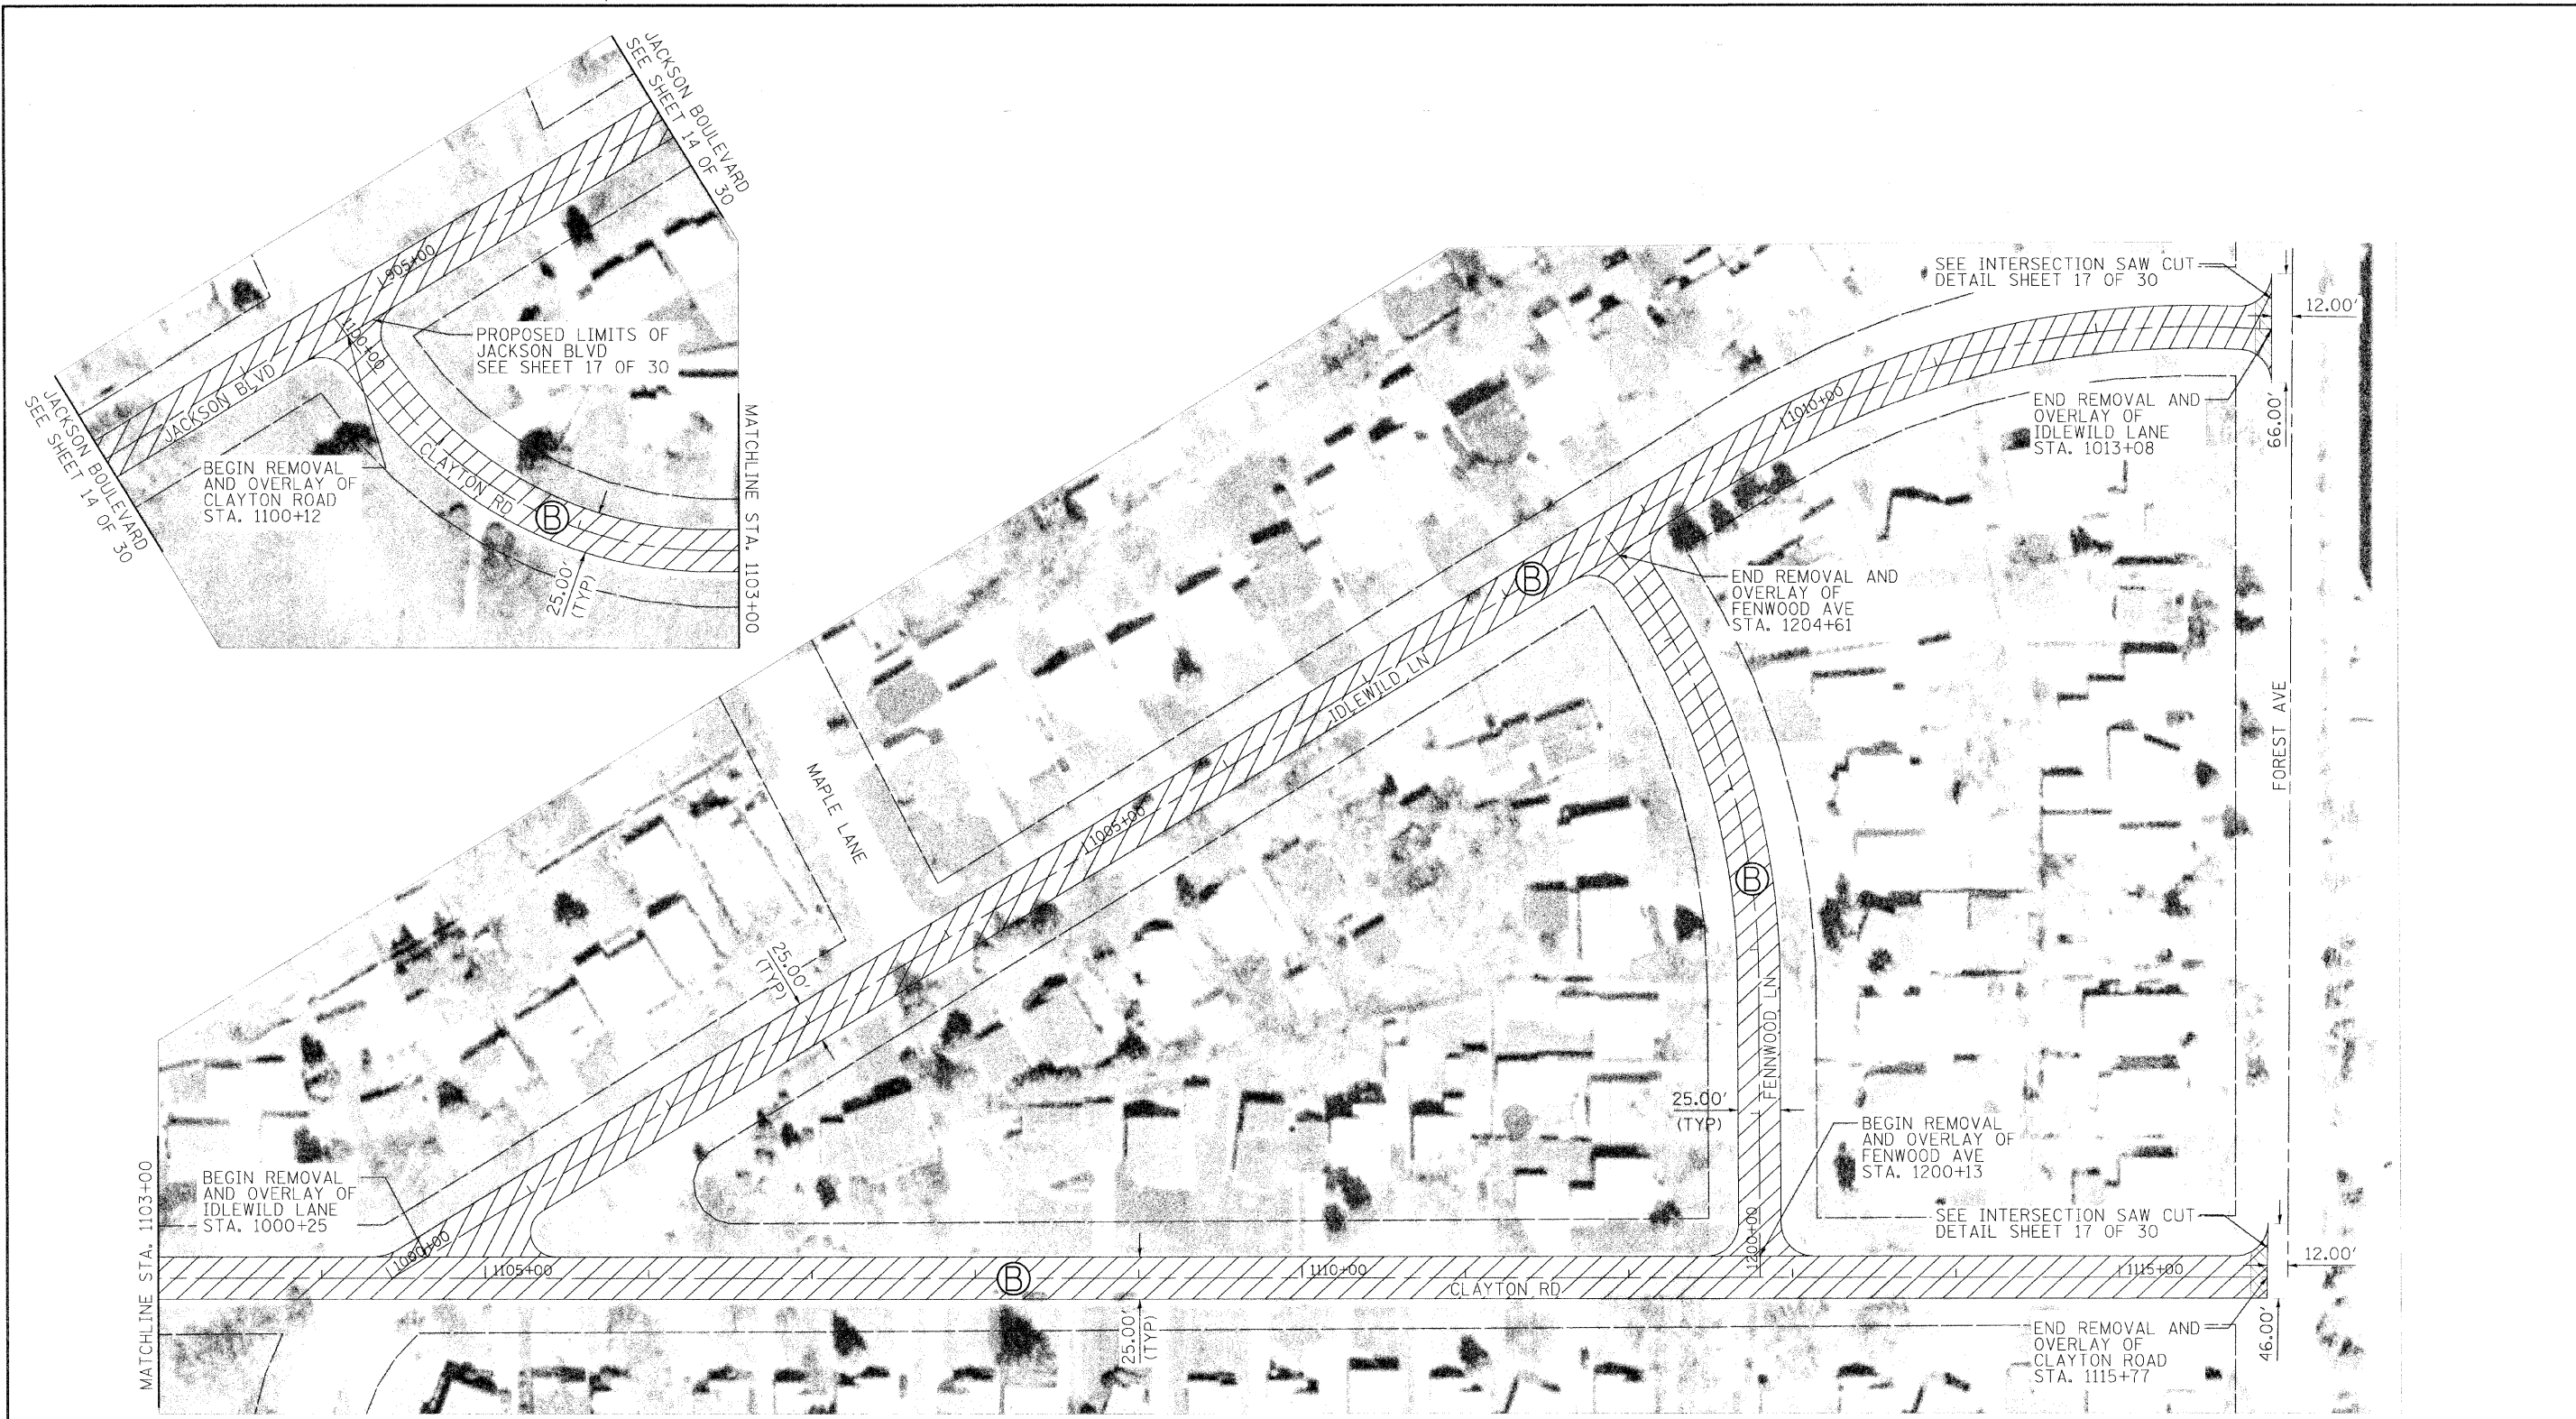 JACKSON BOULEVARD
SEE SHEET 14 OF 30
905+00
1100+00
PROPOSED LIMITS OF
JACKSON BLVD
SEE SHEET 17 OF 30
JACKSON BLVD
JACKSON BOULEVARD
SEE SHEET 14 OF 30
BEGIN REMOVAL
AND OVERLAY OF
CLAYTON ROAD
STA. 1100+12
CLAYTON RD
B
25.00'
(TYP)
MATCHLINE STA. 1103+00
SEE INTERSECTION SAW CUT
DETAIL SHEET 17 OF 30
12.00'
1010+00
END REMOVAL AND
OVERLAY OF
IDLEWILD LANE
STA. 1013+08
66.00'
B
END REMOVAL AND
OVERLAY OF
FENWOOD AVE
STA. 1204+61
IDLEWILD LN
FOREST AVE
MAPLE LANE
1005+00
B
25.00'
(TYP)
FENNWOOD LN
25.00'
(TYP)
BEGIN REMOVAL
AND OVERLAY OF
FENWOOD AVE
STA. 1200+13
MATCHLINE STA. 1103+00
BEGIN REMOVAL
AND OVERLAY OF
IDLEWILD LANE
STA. 1000+25
SEE INTERSECTION SAW CUT
DETAIL SHEET 17 OF 30
1000+00
1200+00
12.00'
1105+00
B
1110+00
1115+00
CLAYTON RD
25.00'
(TYP)
END REMOVAL AND
OVERLAY OF
CLAYTON ROAD
STA. 1115+77
46.00'